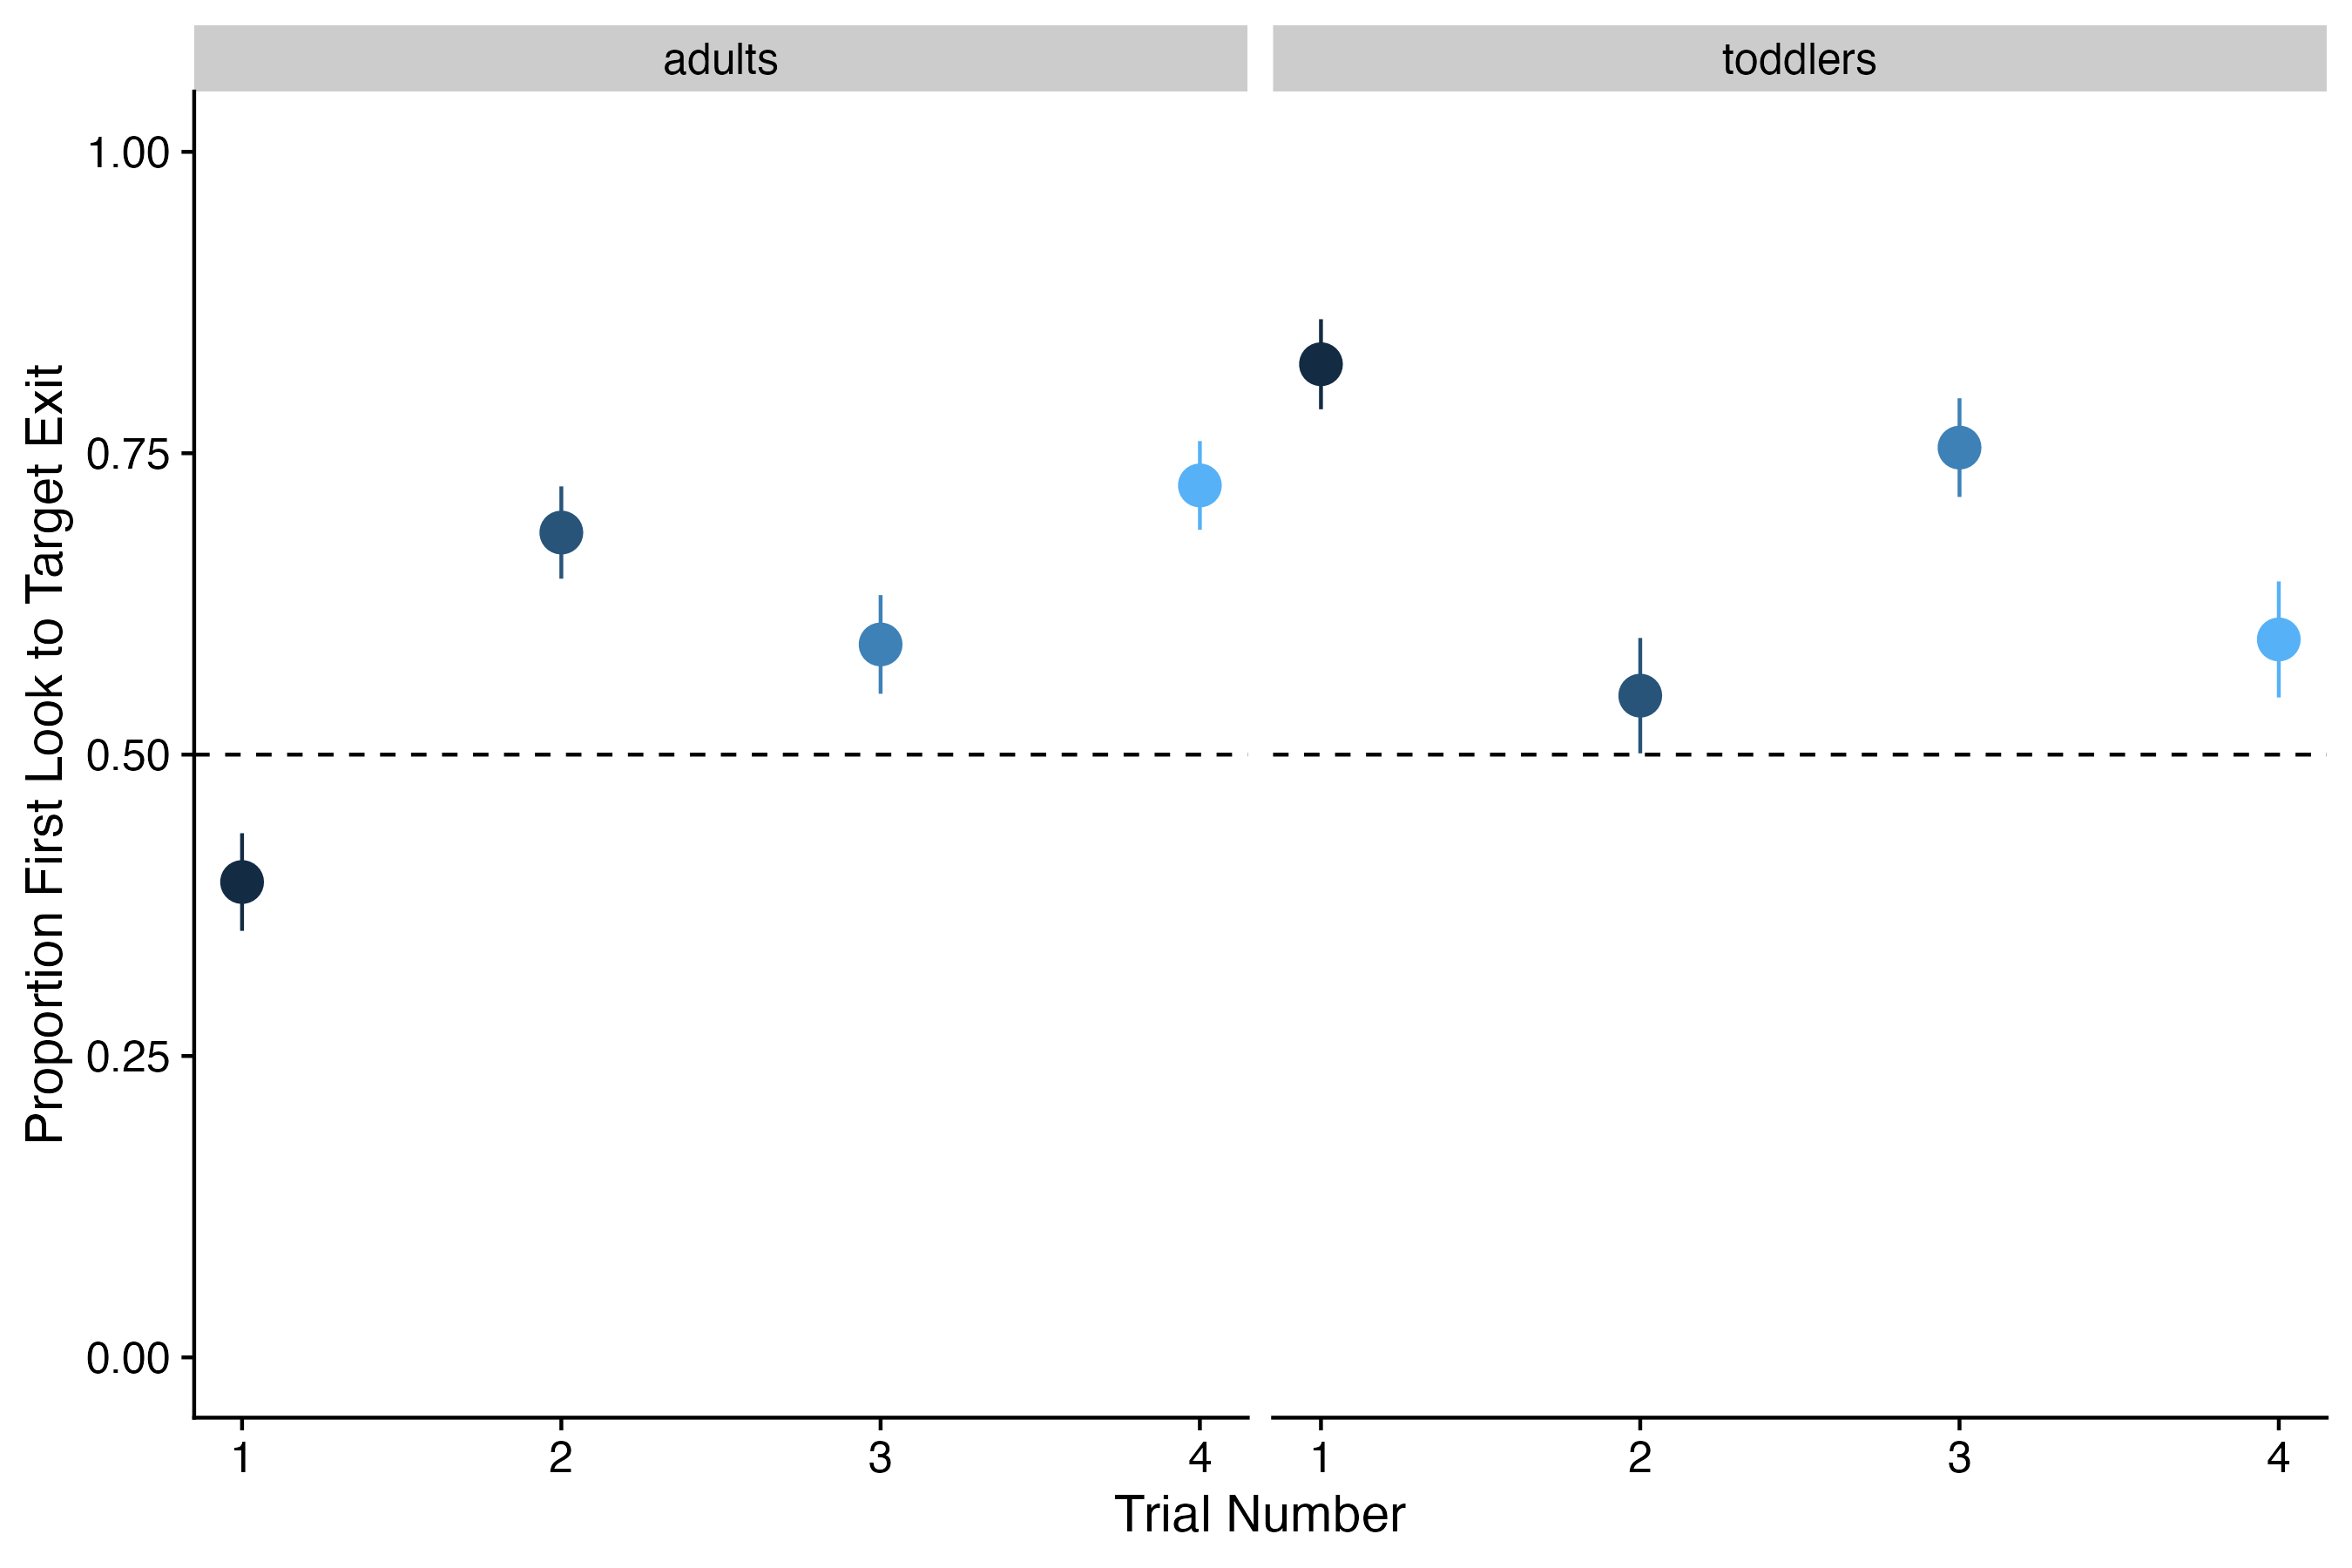 adults
toddlers
Proportion First Look to Target Exit
1.00
0.75
0.50
0.25
0.00
1 2 3 4 1 2 3 4
Trial Number